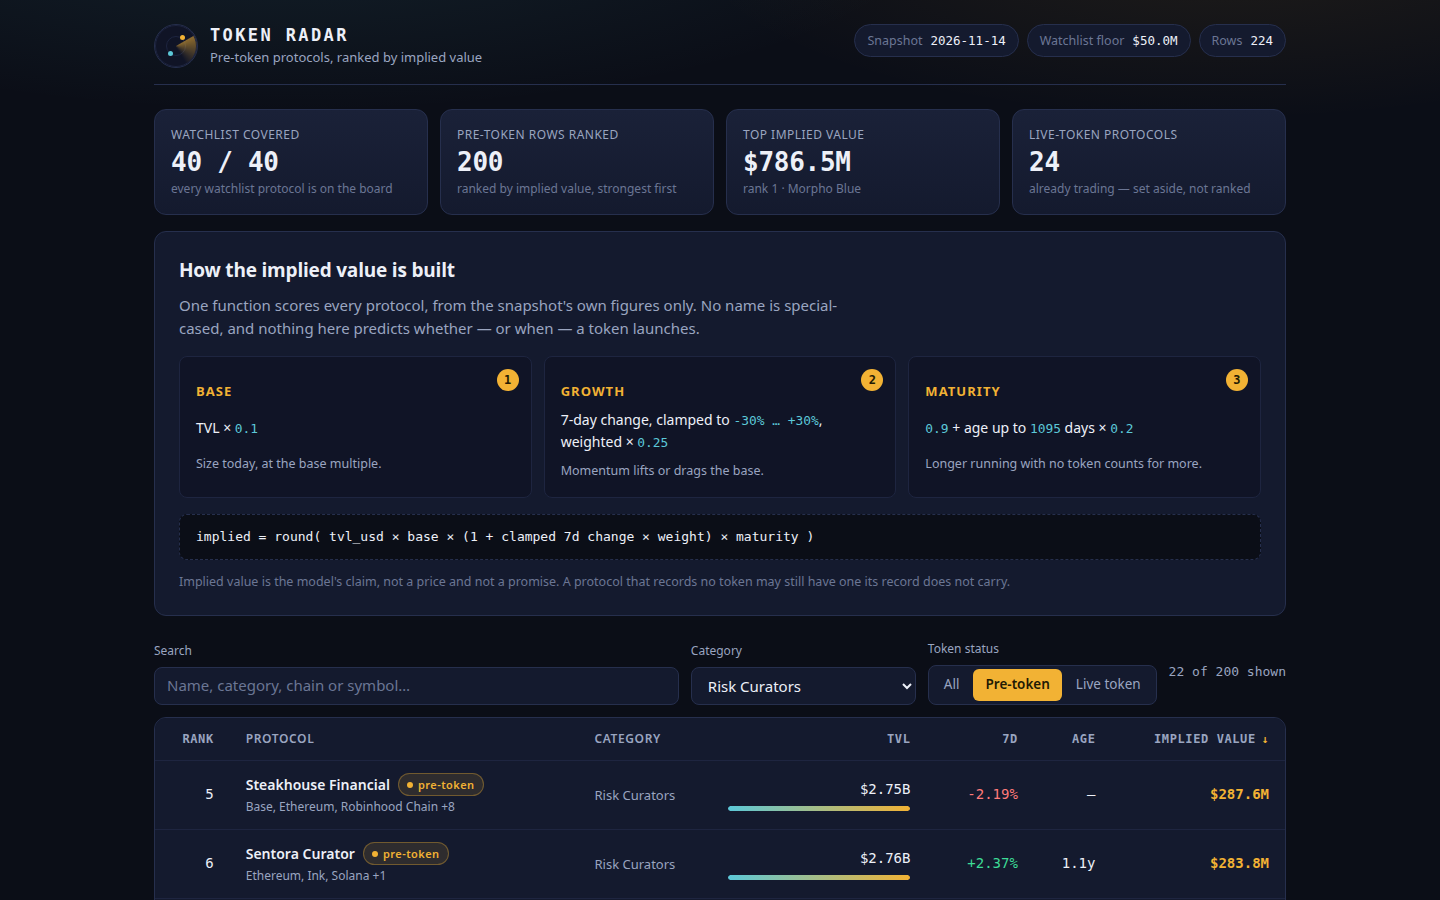 TOKEN RADAR
Pre-token protocols, ranked by implied value
Snapshot 2026-11-14
Watchlist floor $50.0M
Rows 224
WATCHLIST COVERED
40 / 40
every watchlist protocol is on the board
PRE-TOKEN ROWS RANKED
200
ranked by implied value, strongest first
TOP IMPLIED VALUE
$786.5M
rank 1 · Morpho Blue
LIVE-TOKEN PROTOCOLS
24
already trading — set aside, not ranked
How the implied value is built
One function scores every protocol, from the snapshot's own figures only. No name is special-
cased, and nothing here predicts whether — or when — a token launches.
1
BASE
TVL × 0.1
Size today, at the base multiple.
2
GROWTH
7-day change, clamped to -30% … +30%,
weighted × 0.25
Momentum lifts or drags the base.
3
MATURITY
0.9 + age up to 1095 days × 0.2
Longer running with no token counts for more.
implied = round( tvl_usd × base × (1 + clamped 7d change × weight) × maturity )
Implied value is the model's claim, not a price and not a promise. A protocol that records no token may still have one its record does not carry.
Search
Name, category, chain or symbol…
Category
Risk Curators
Token status
All
Pre-token
Live token
22 of 200 shown
RANK PROTOCOL CATEGORY TVL 7D AGE IMPLIED VALUE ↓
5 Steakhouse Financial pre-token Risk Curators $2.75B -2.19% — $287.6M
Base, Ethereum, Robinhood Chain +8
6 Sentora Curator pre-token Risk Curators $2.76B +2.37% 1.1y $283.8M
Ethereum, Ink, Solana +1